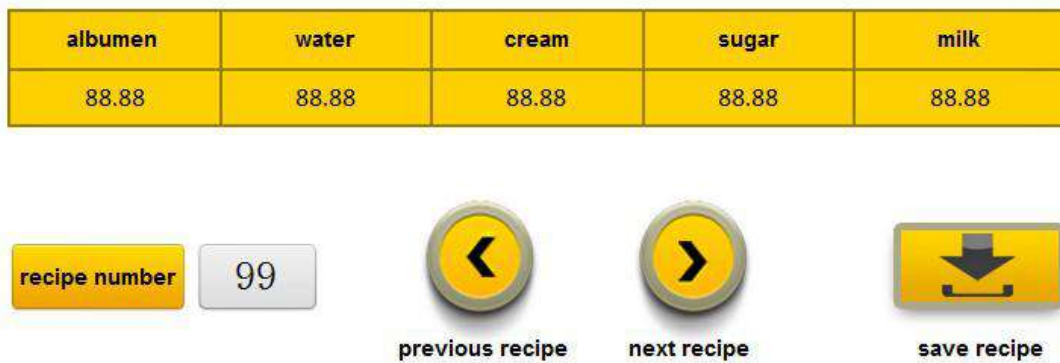 albumen water cream sugar milk
88.88 88.88 88.88 88.88 88.88
recipe number 99
previous recipe next recipe save recipe